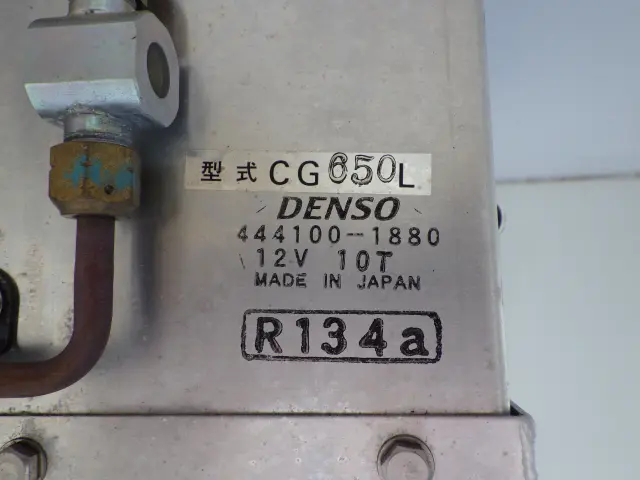 型式 CG650L
DENSO
444100-1880
12V 10T
MADE IN JAPAN
R134a